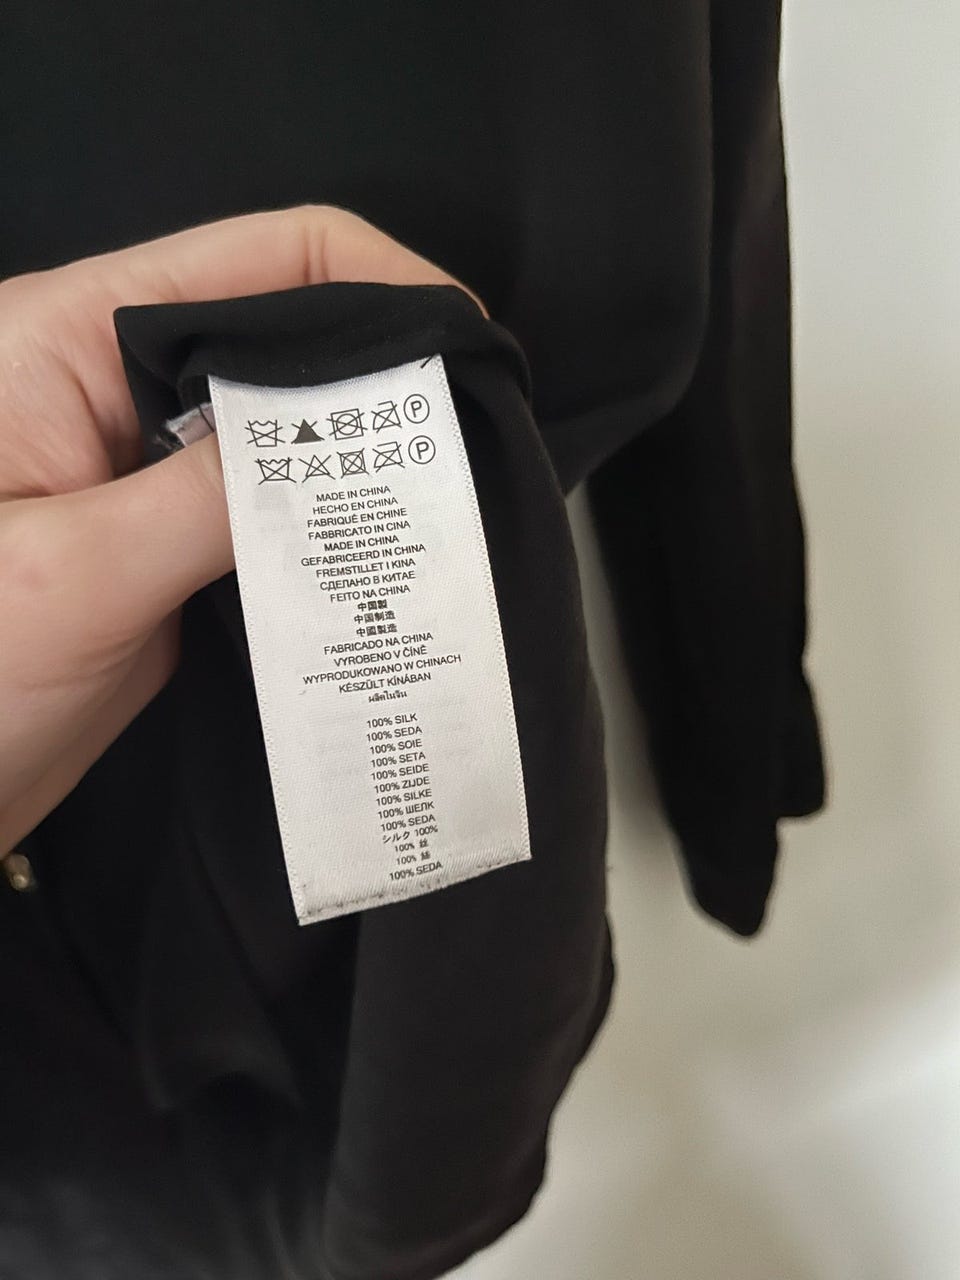 P
P
MADE IN CHINA
HECHO EN CHINA
FABRIQUÉ EN CHINE
FABBRICATO IN CINA
MADE IN CHINA
GEFABRICEERD IN CHINA
FREMSTILLET I KINA
СДЕЛАНО В КИТАЕ
FEITO NA CHINA
中国製
中国制造
中國製造
FABRICADO NA CHINA
VYROBENO V ČÍNĚ
WYPRODUKOWANO W CHINACH
KÉSZÜLT KÍNÁBAN
ผลิตในจีน
100% SILK
100% SEDA
100% SOIE
100% SETA
100% SEIDE
100% ZIJDE
100% SILKE
100% ШЕЛК
100% SEDA
シルク 100%
100% 丝
100% 絲
100% SEDA